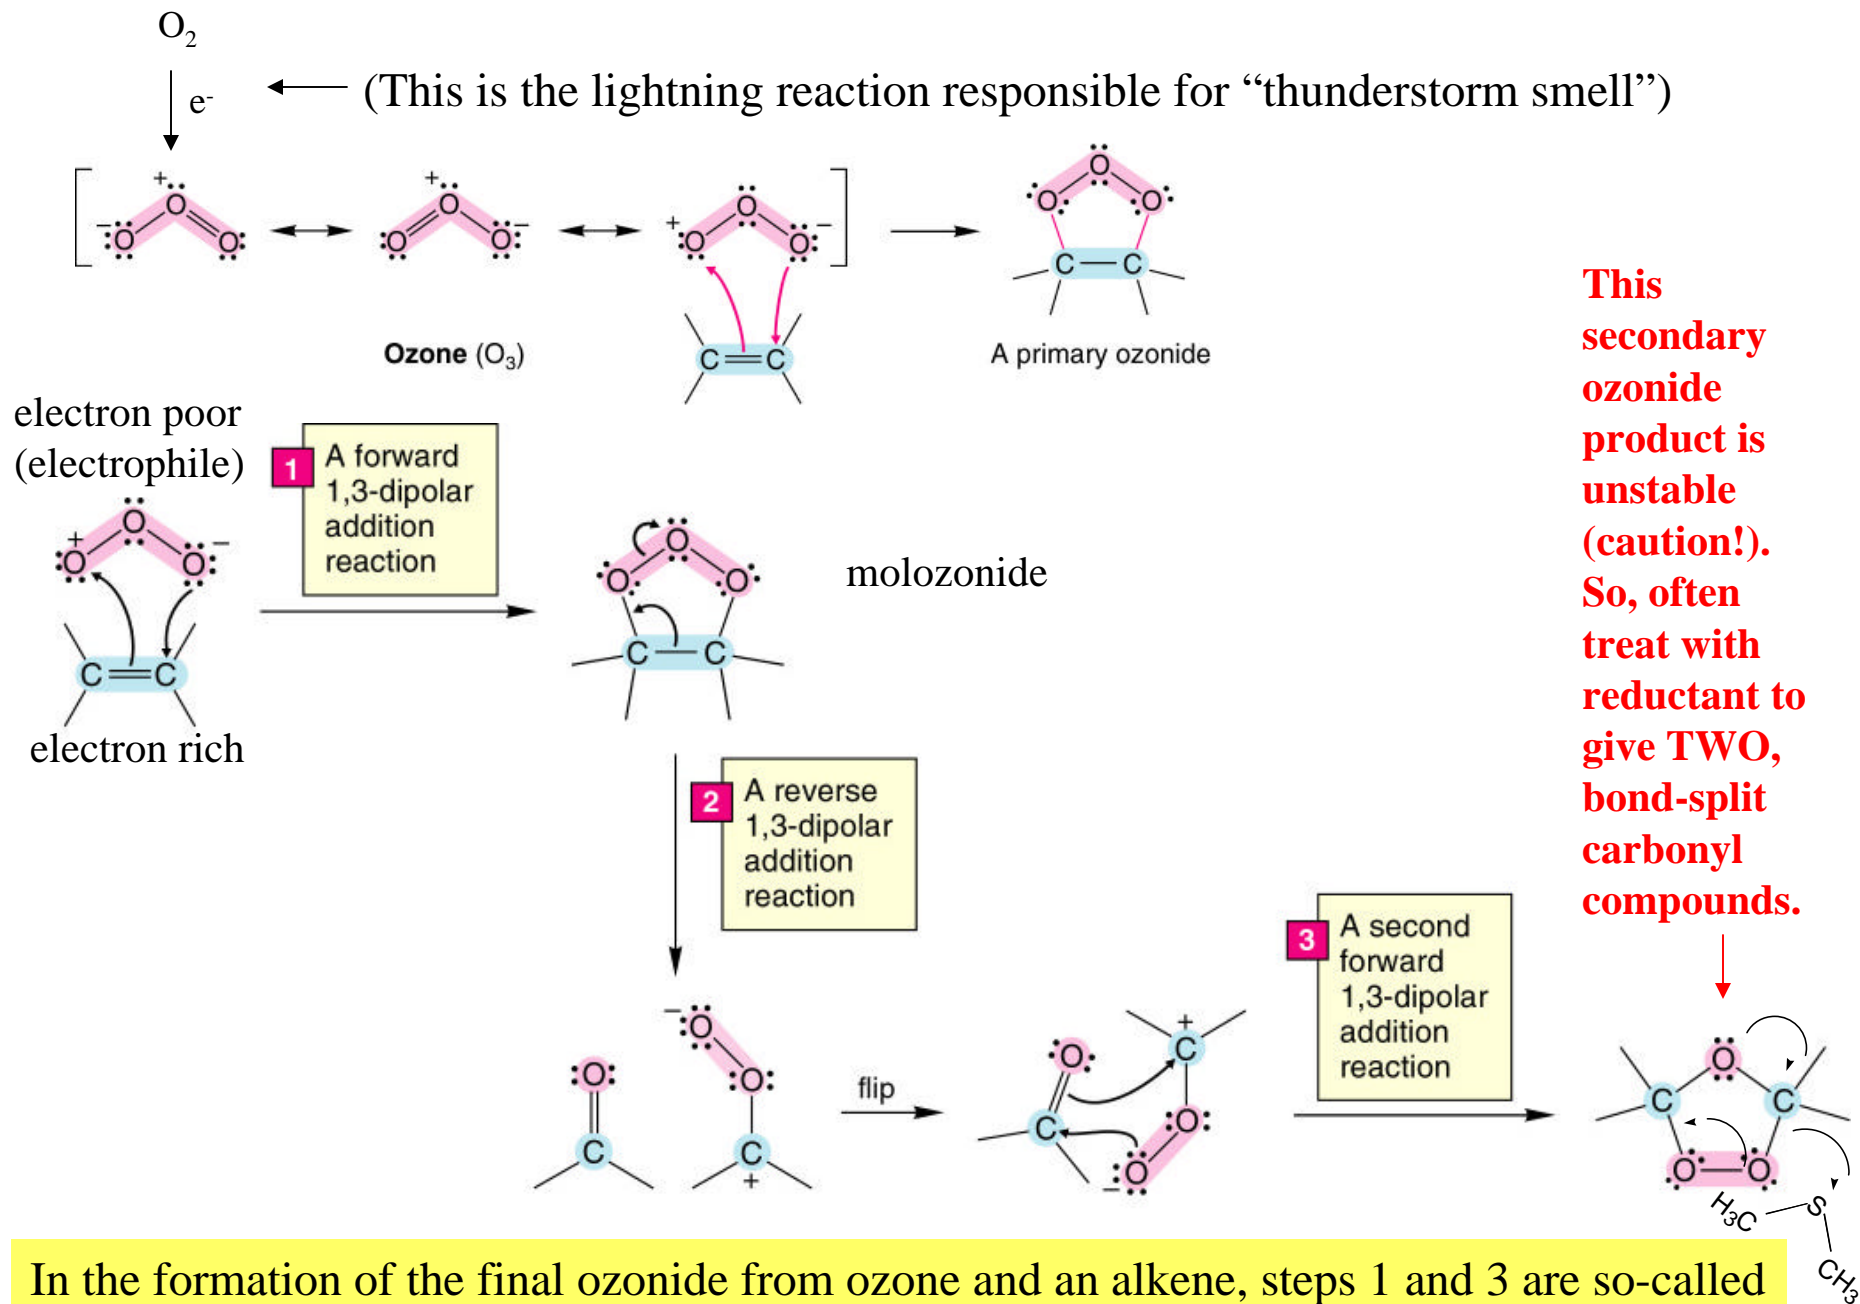 O2
e-
(This is the lightning reaction responsible for “thunderstorm smell”)
Ozone (O3)
A primary ozonide
electron poor
(electrophile)
electron rich
1
A forward
1,3-dipolar
addition
reaction
molozonide
2
A reverse
1,3-dipolar
addition
reaction
flip
3
A second
forward
1,3-dipolar
addition
reaction
This
secondary
ozonide
product is
unstable
(caution!).
So, often
treat with
reductant to
give TWO,
bond-split
carbonyl
compounds.
H3C
S
CH3
In the formation of the final ozonide from ozone and an alkene, steps 1 and 3 are so-called